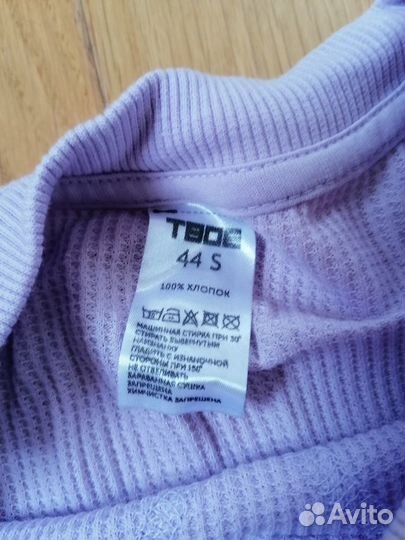 ТВОЕ
44 S
100% ХЛОПОК
МАШИННАЯ СТИРКА ПРИ 30°
СТИРАТЬ ВЫВЕРНУТЫМ
НАИЗНАНКУ
ГЛАДИТЬ С ИЗНАНОЧНОЙ
СТОРОНЫ ПРИ 150°
НЕ ОТБЕЛИВАТЬ
БАРАБАННАЯ СУШКА
ЗАПРЕЩЕНА
ХИМЧИСТКА ЗАПРЕЩЕНА
Avito